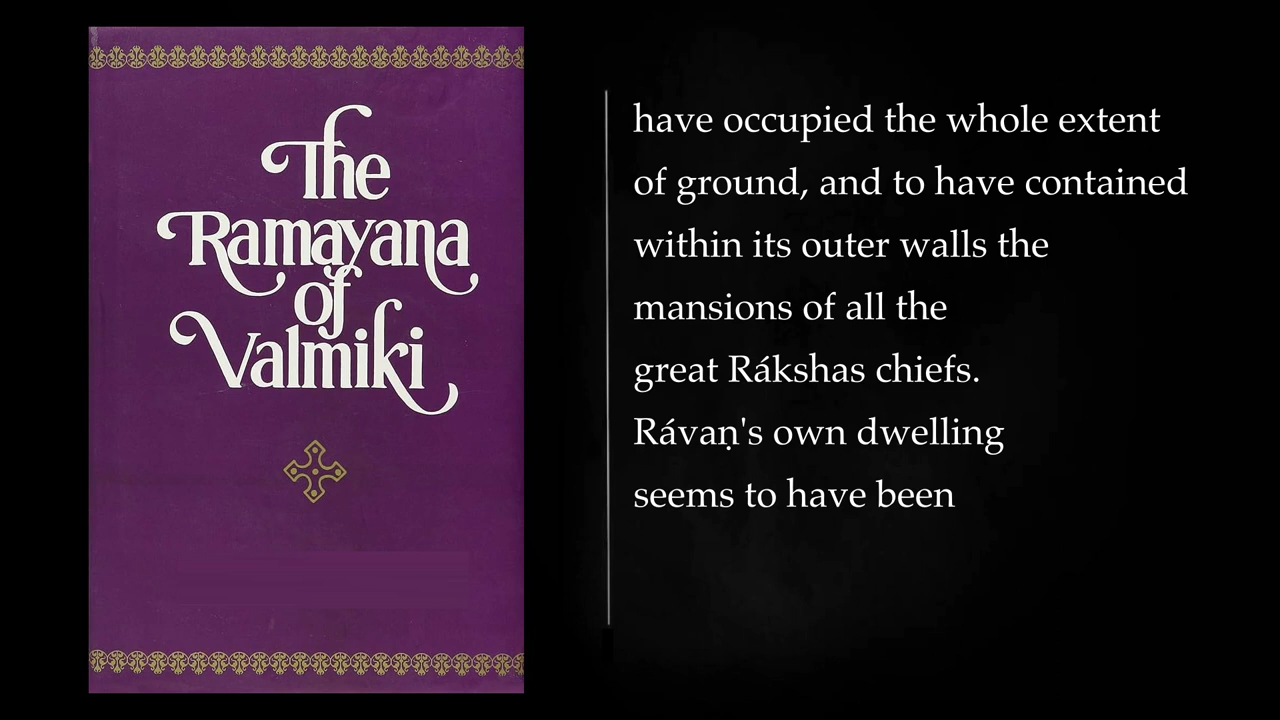 The
Ramayana
of
Valmiki
have occupied the whole extent
of ground, and to have contained
within its outer walls the
mansions of all the
great Rákshas chiefs.
Rávaṇ's own dwelling
seems to have been